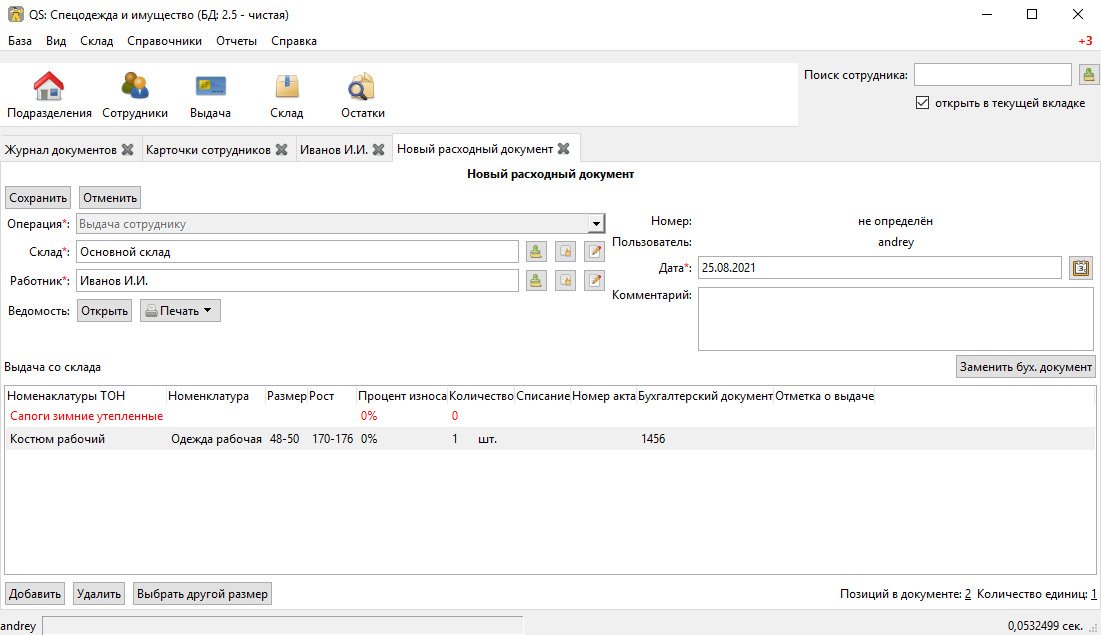 QS: Спецодежда и имущество (БД: 2.5 - чистая)
База Вид Склад Справочники Отчеты Справка +3
Поиск сотрудника:
открыть в текущей вкладке
Подразделения Сотрудники Выдача Склад Остатки
Журнал документов Карточки сотрудников Иванов И.И. Новый расходный документ
Новый расходный документ
Сохранить Отменить
Операция*: Выдача сотруднику Номер: не определён
Пользователь: andrey
Склад*: Основной склад
Дата*: 25.08.2021
Работник*: Иванов И.И.
Комментарий:
Ведомость: Открыть Печать
Выдача со склада Заменить бух. документ
Номенаклатуры ТОН Номенклатура Размер Рост Процент износа Количество Списание Номер акта Бухгалтерский документ Отметка о выдаче
Сапоги зимние утепленные 0% 0
Костюм рабочий Одежда рабочая 48-50 170-176 0% 1 шт. 1456
Добавить Удалить Выбрать другой размер Позиций в документе: 2 Количество единиц: 1
andrey 0,0532499 сек.